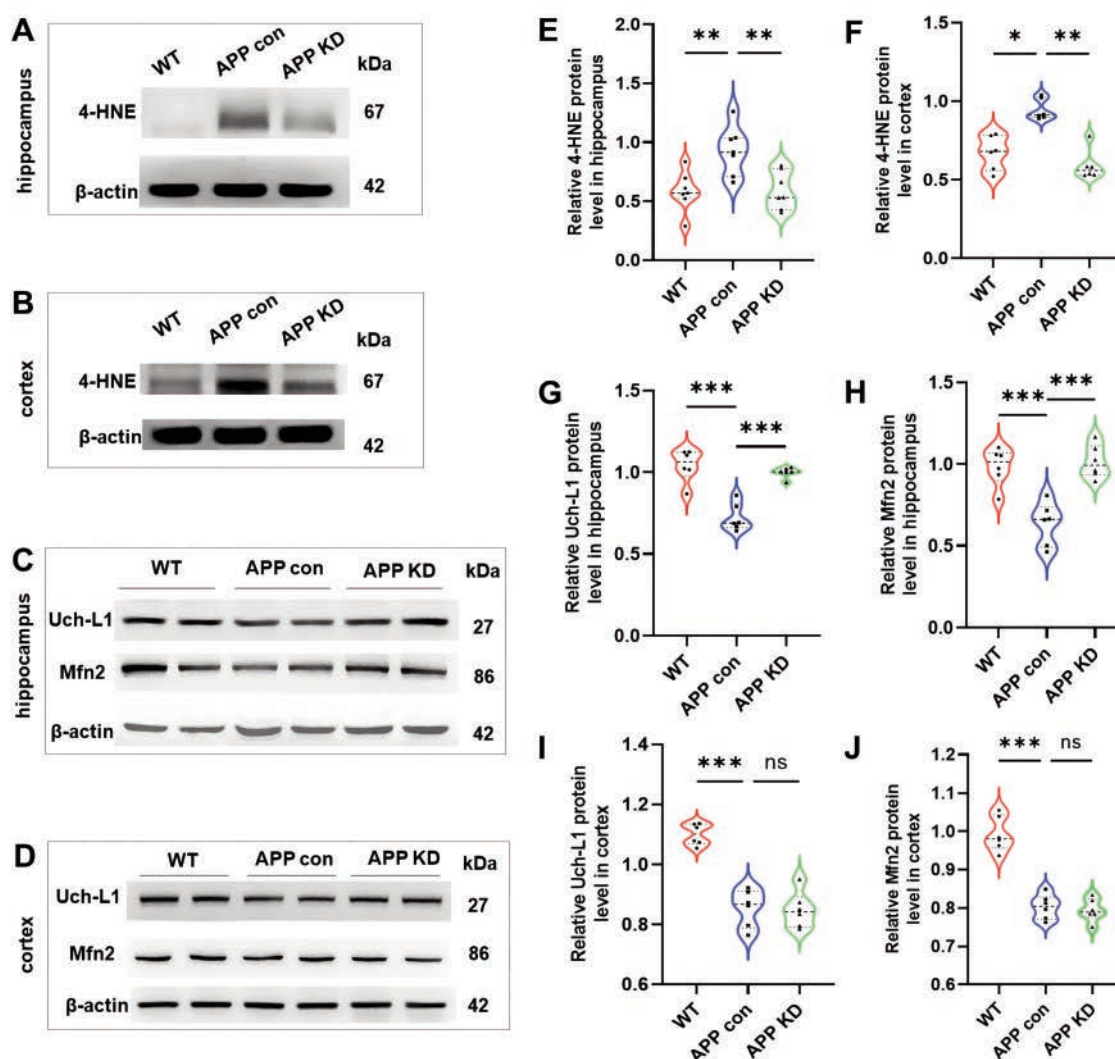 A
hippocampus
WT
APP con
APP KD
kDa
4-HNE
67
β-actin
42
B
cortex
WT
APP con
APP KD
kDa
4-HNE
67
β-actin
42
C
hippocampus
WT
APP con
APP KD
kDa
Uch-L1
27
Mfn2
86
β-actin
42
D
cortex
WT
APP con
APP KD
kDa
Uch-L1
27
Mfn2
86
β-actin
42
E
Relative 4-HNE protein
level in hippocampus
2.0
1.5
1.0
0.5
0.0
**
**
WT
APP con
APP KD
F
Relative 4-HNE protein
level in cortex
1.5
1.0
0.5
0.0
*
**
WT
APP con
APP KD
G
Relative Uch-L1 protein
level in hippocampus
1.5
1.0
0.5
0.0
***
***
WT
APP con
APP KD
H
Relative Mfn2 protein
level in hippocampus
1.5
1.0
0.5
0.0
***
***
WT
APP con
APP KD
I
Relative Uch-L1 protein
level in cortex
1.4
1.2
1.0
0.8
0.6
***
ns
WT
APP con
APP KD
J
Relative Mfn2 protein
level in cortex
1.2
1.1
1.0
0.9
0.8
0.7
0.6
***
ns
WT
APP con
APP KD